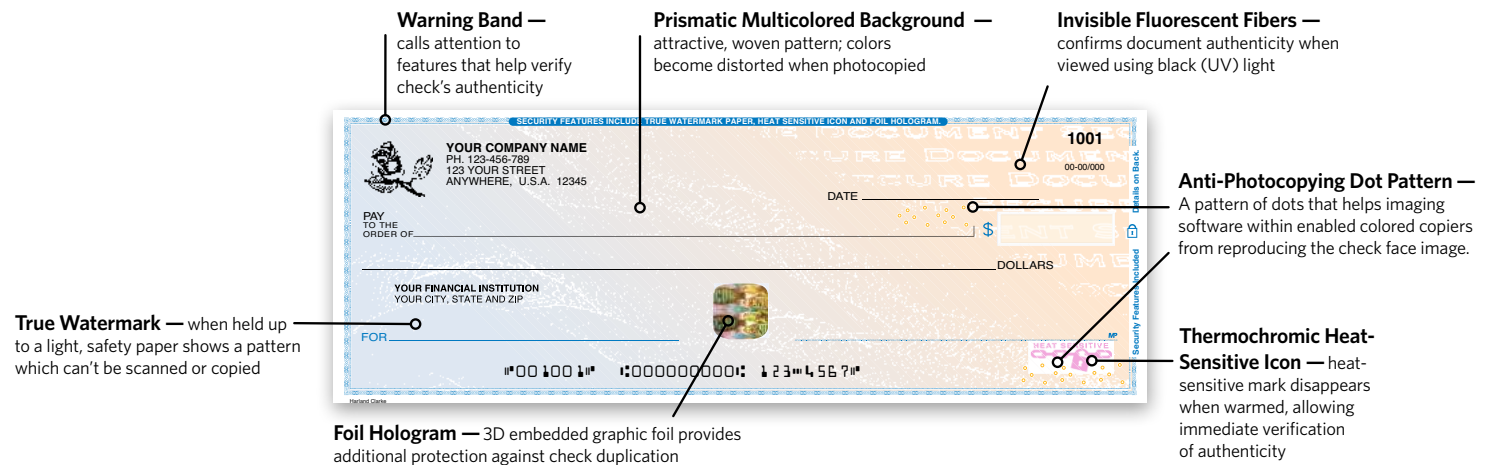 Warning Band —
calls attention to
features that help verify
check's authenticity
Prismatic Multicolored Background —
attractive, woven pattern; colors
become distorted when photocopied
Invisible Fluorescent Fibers —
confirms document authenticity when
viewed using black (UV) light
SECURITY FEATURES INCLUDE TRUE WATERMARK PAPER, HEAT SENSITIVE ICON AND FOIL HOLOGRAM.
YOUR COMPANY NAME
PH. 123-456-789
123 YOUR STREET
ANYWHERE, U.S.A. 12345
1001
00-00/000
DATE
PAY
TO THE
ORDER OF
$
DOLLARS
Security Features Included
Details on Back.
YOUR FINANCIAL INSTITUTION
YOUR CITY, STATE AND ZIP
FOR
MP
HEAT SENSITIVE
⑈001001⑈ ⑆000000000⑆ 123⑉4567⑈
Harland Clarke
Anti-Photocopying Dot Pattern —
A pattern of dots that helps imaging
software within enabled colored copiers
from reproducing the check face image.
True Watermark — when held up
to a light, safety paper shows a pattern
which can't be scanned or copied
Thermochromic Heat-
Sensitive Icon — heat-
sensitive mark disappears
when warmed, allowing
immediate verification
of authenticity
Foil Hologram — 3D embedded graphic foil provides
additional protection against check duplication